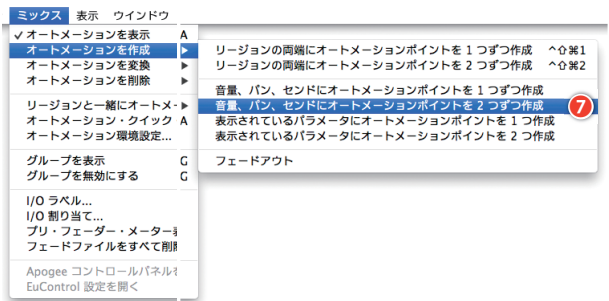 ミックス 表示 ウインドウ
✓オートメーションを表示 A
オートメーションを作成 ▶
オートメーションを変換 ▶
オートメーションを削除 ▶
リージョンと一緒にオートメー ▶
オートメーション・クイック A
オートメーション環境設定...
グループを表示 G
グループを無効にする G
I/O ラベル...
I/O 割り当て...
プリ・フェーダー・メーター
フェードファイルをすべて削
Apogee コントロールパネルを
EuControl 設定を開く
リージョンの両端にオートメーションポイントを 1 つずつ作成 ^⇧⌘1
リージョンの両端にオートメーションポイントを 2 つずつ作成 ^⇧⌘2
音量、パン、センドにオートメーションポイントを 1 つずつ作成
音量、パン、センドにオートメーションポイントを 2 つずつ作成 7
表示されているパラメータにオートメーションポイントを 1 つ作成
表示されているパラメータにオートメーションポイントを 2 つ作成
フェードアウト